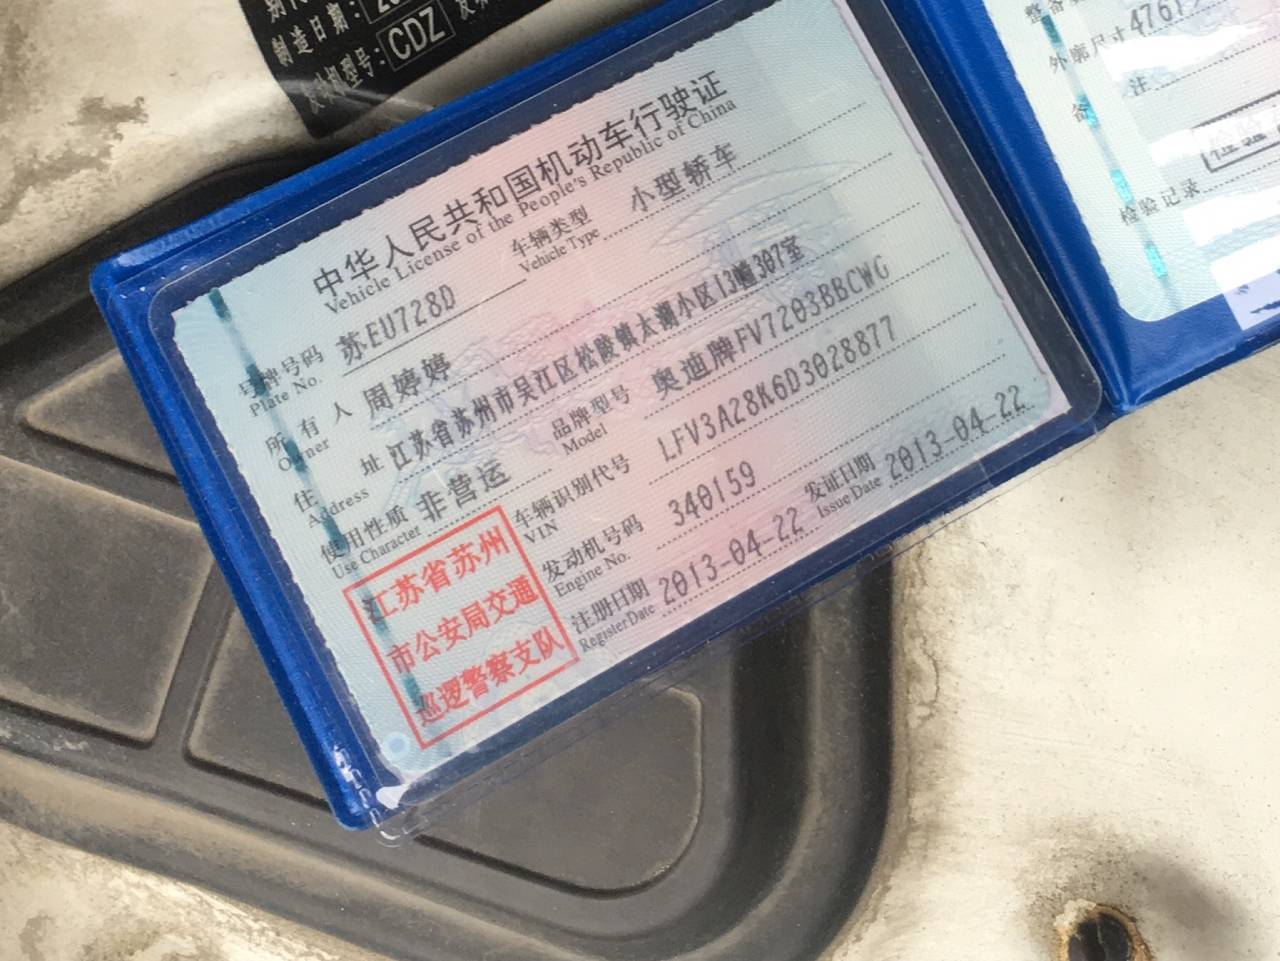 制造日期：
型号：CDZ
中华人民共和国机动车行驶证
Vehicle License of the People's Republic of China
号牌号码 苏EU728D 车辆类型 小型轿车
Plate No. Vehicle Type
所有人 周婷婷
Owner
住址 江苏省苏州市吴江区松陵镇太湖小区13幢307室
Address
使用性质 非营运 品牌型号 奥迪牌FV7203BBCWG
Use Character Model
车辆识别代号 LFV3A28K6D3028877
VIN
发动机号码 340159
Engine No.
注册日期 2013-04-22 发证日期 2013-04-22
Register Date Issue Date
江苏省苏州
市公安局交通
巡逻警察支队
整备
外廓尺寸 4761
备注
检验记录
检验